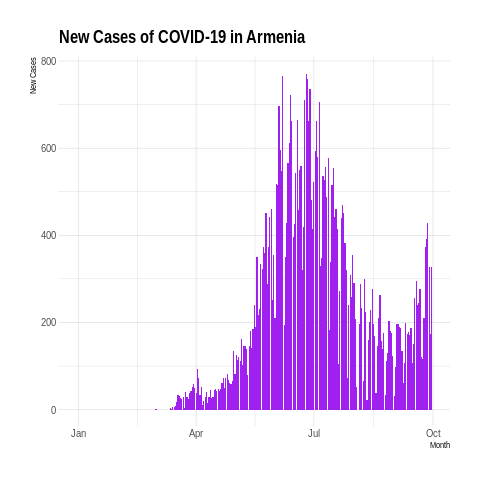 New Cases of COVID-19 in Armenia
New Cases
800
600
400
200
0
Jan Apr Jul Oct
Month